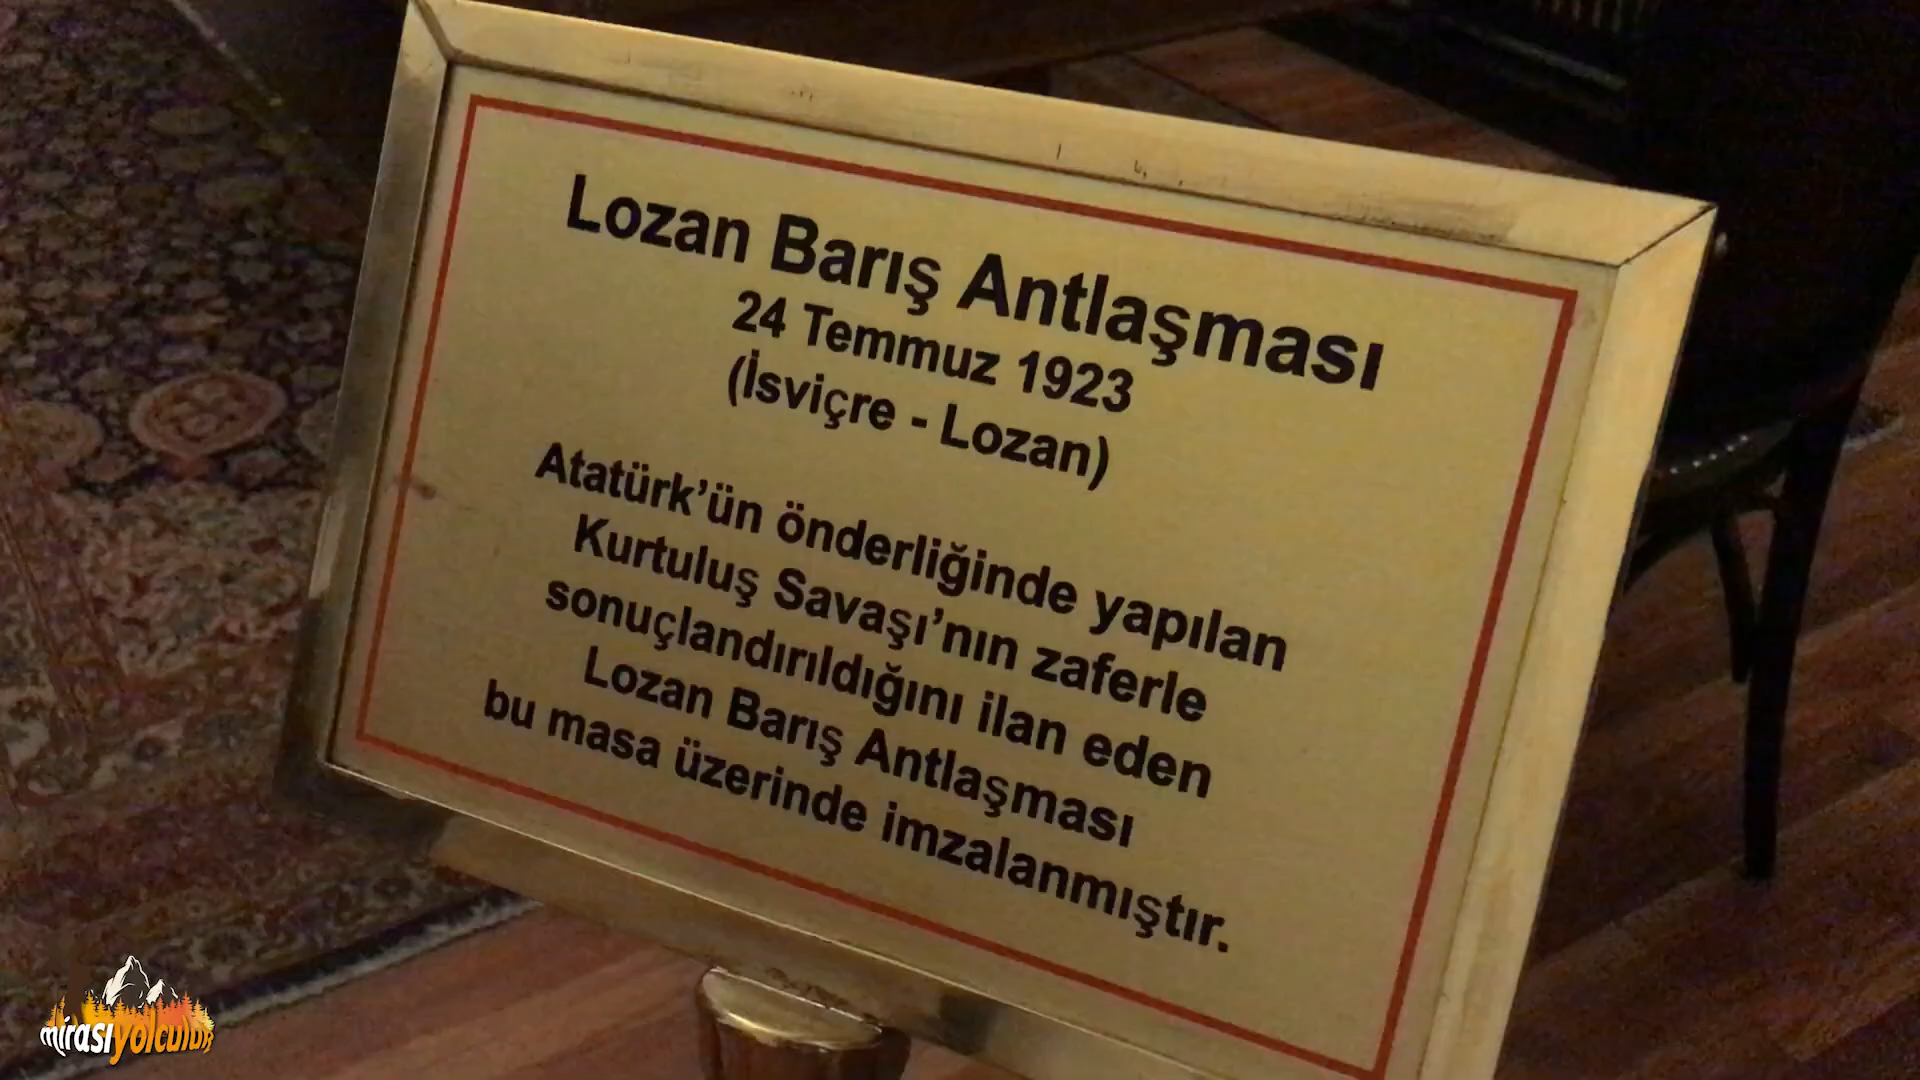 Lozan Barış Antlaşması
24 Temmuz 1923
(İsviçre - Lozan)
Atatürk'ün önderliğinde yapılan
Kurtuluş Savaşı'nın zaferle
sonuçlandırıldığını ilan eden
Lozan Barış Antlaşması
bu masa üzerinde imzalanmıştır.
mirasıyolculuk